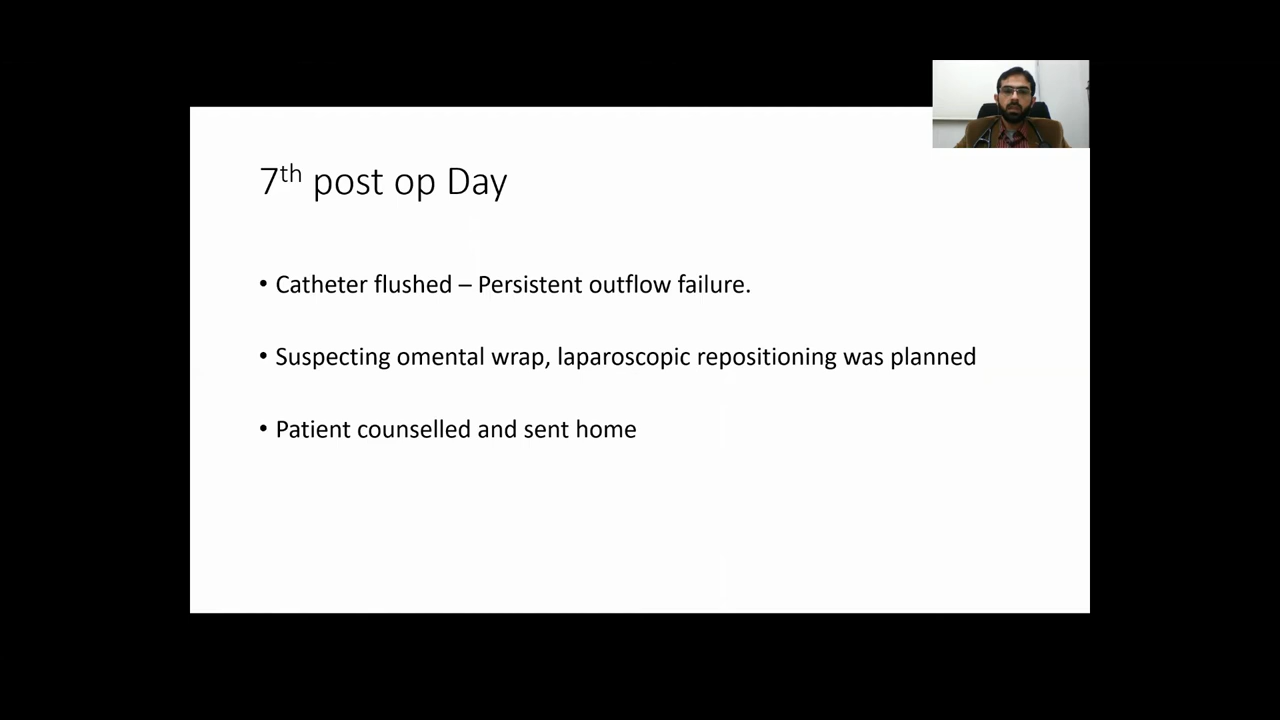 7th post op Day
• Catheter flushed – Persistent outflow failure.
• Suspecting omental wrap, laparoscopic repositioning was planned
• Patient counselled and sent home